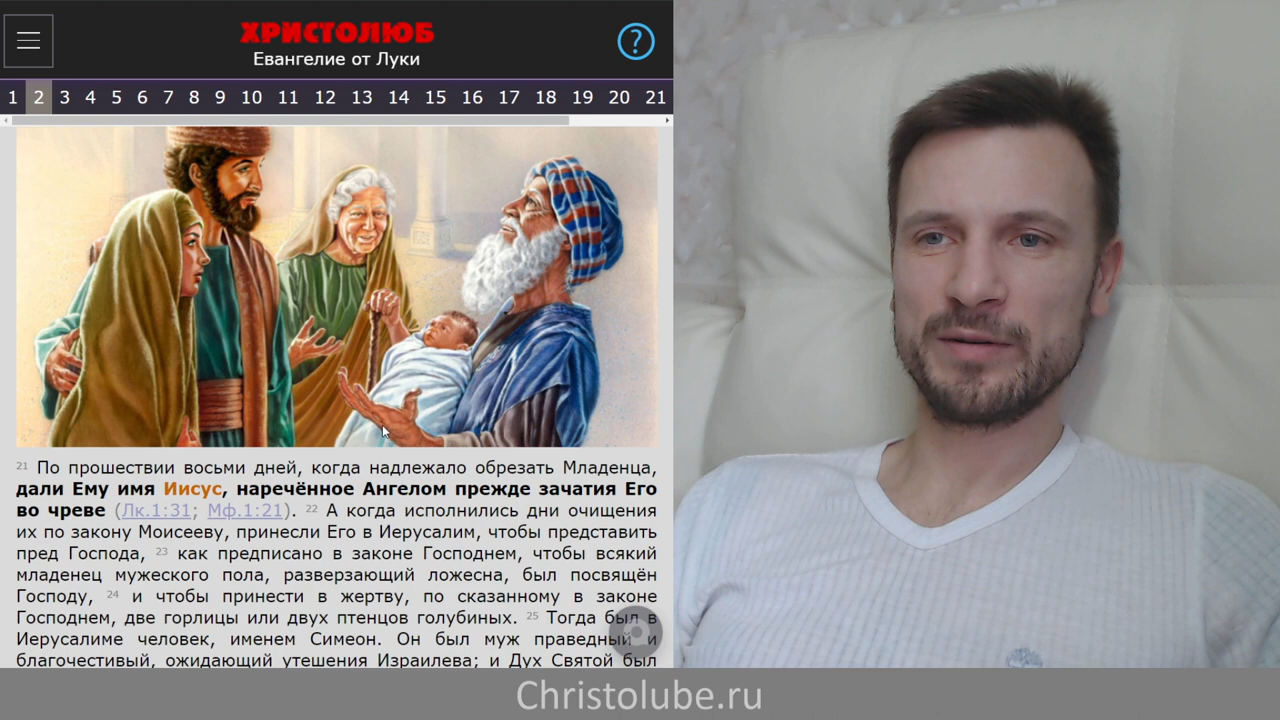 ХРИСТОЛЮБ
Евангелие от Луки
1 2 3 4 5 6 7 8 9 10 11 12 13 14 15 16 17 18 19 20 21
21 По прошествии восьми дней, когда надлежало обрезать Младенца,
дали Ему имя Иисус, наречённое Ангелом прежде зачатия Его
во чреве (Лк.1:31; Мф.1:21). 22 А когда исполнились дни очищения
их по закону Моисееву, принесли Его в Иерусалим, чтобы представить
пред Господа, 23 как предписано в законе Господнем, чтобы всякий
младенец мужеского пола, разверзающий ложесна, был посвящён
Господу, 24 и чтобы принести в жертву, по сказанному в законе
Господнем, две горлицы или двух птенцов голубиных. 25 Тогда был в
Иерусалиме человек, именем Симеон. Он был муж праведный и
благочестивый, ожидающий утешения Израилева; и Дух Святой был
Christolube.ru